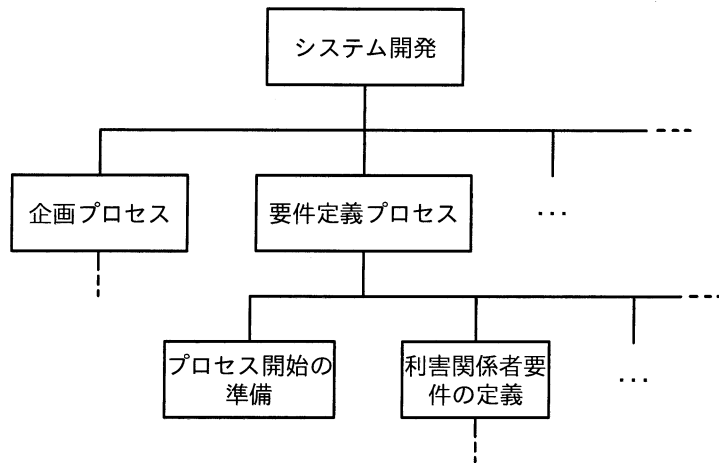 システム開発
企画プロセス
要件定義プロセス
...
プロセス開始の
準備
利害関係者要
件の定義
...